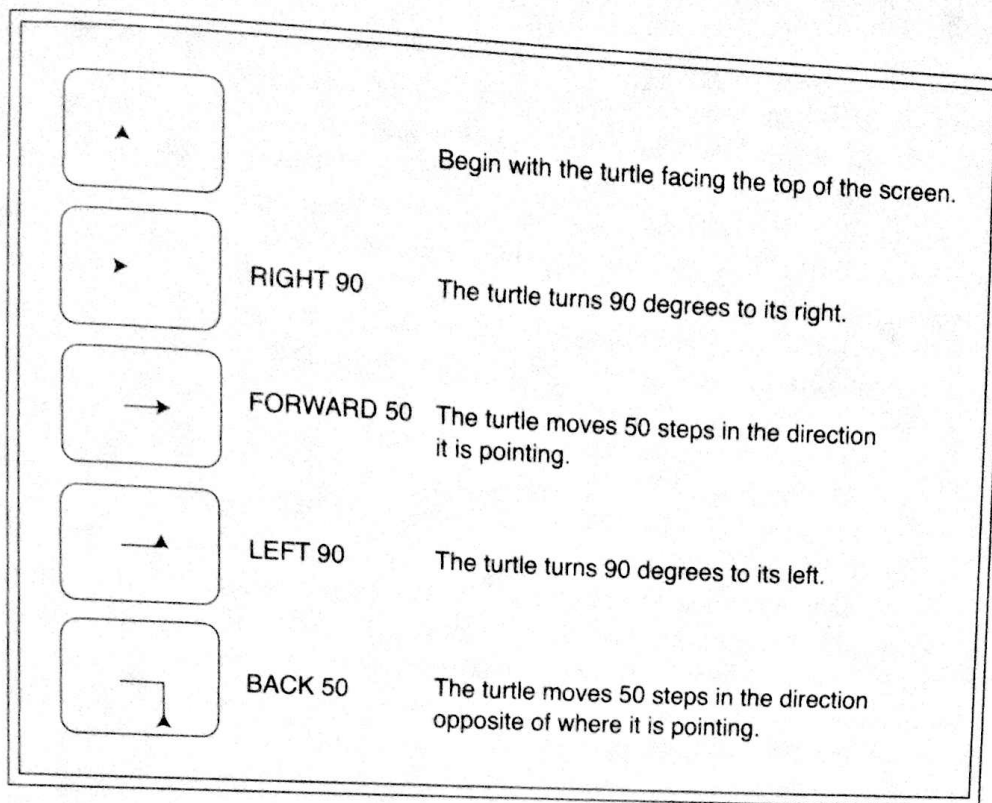 Begin with the turtle facing the top of the screen.
RIGHT 90 The turtle turns 90 degrees to its right.
FORWARD 50 The turtle moves 50 steps in the direction
it is pointing.
LEFT 90 The turtle turns 90 degrees to its left.
BACK 50 The turtle moves 50 steps in the direction
opposite of where it is pointing.